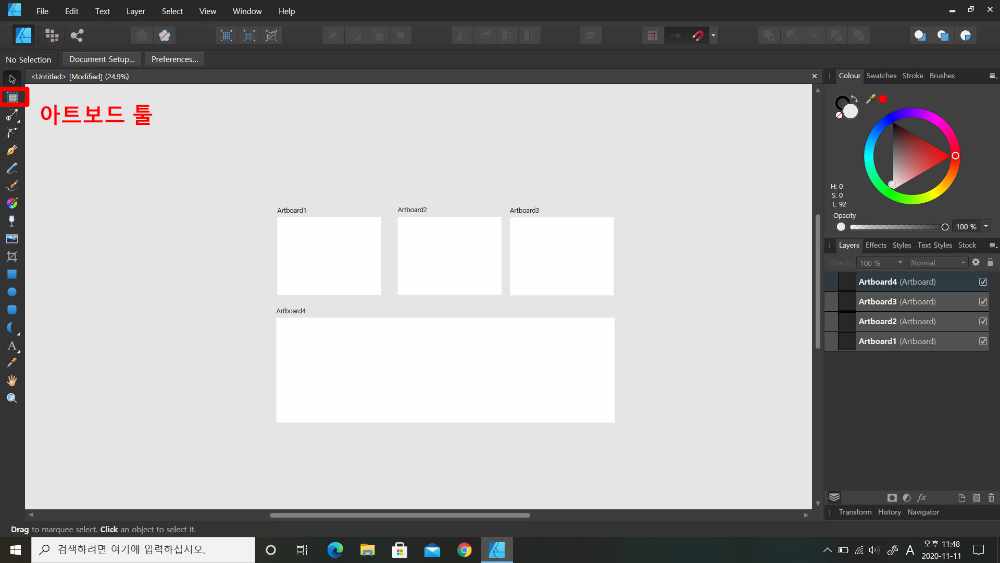 File Edit Text Layer Select View Window Help
No Selection Document Setup... Preferences...
<Untitled> [Modified] (24.9%)
아트보드 툴
Artboard1 Artboard2 Artboard3
Artboard4
Colour Swatches Stroke Brushes
H: 0
S: 0
L: 92
Opacity
100 %
Layers Effects Styles Text Styles Stock
Opacity 100 % Normal
Artboard4 (Artboard)
Artboard3 (Artboard)
Artboard2 (Artboard)
Artboard1 (Artboard)
fx
Transform History Navigator
Drag to marquee select. Click an object to select it.
검색하려면 여기에 입력하십시오.
A
오후 11:48
2020-11-11